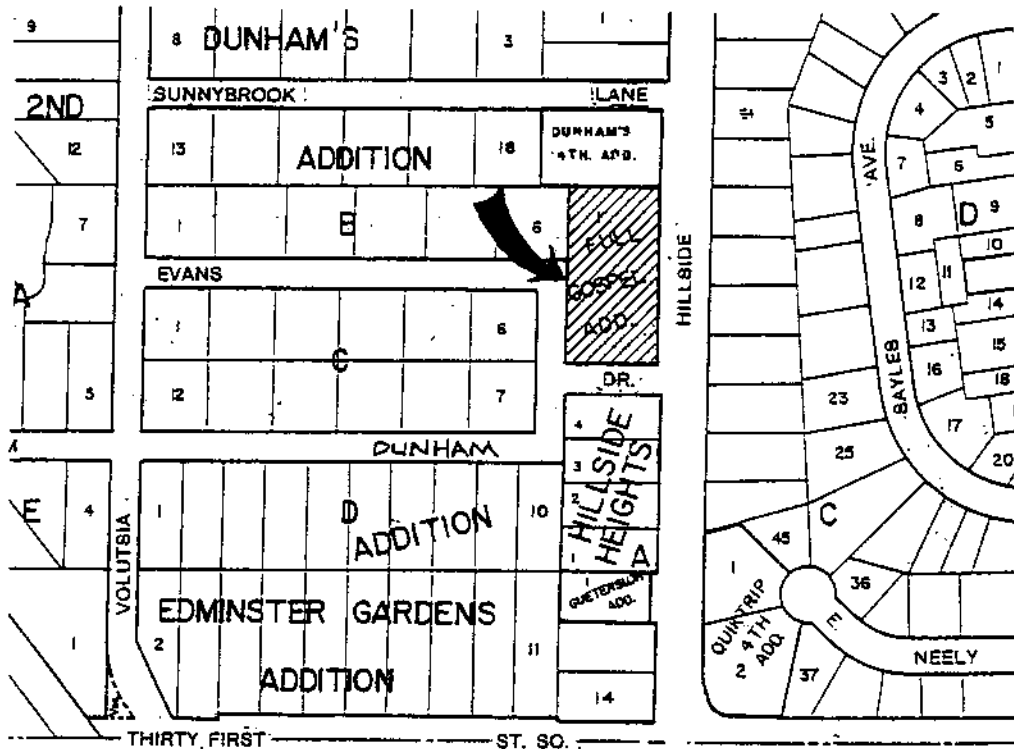 9
8
DUNHAM'S
3
1
SUNNYBROOK
LANE
2ND
12
13
ADDITION
18
DUNHAM'S
4TH. ADD.
7
1
B
6
1
FULL
GOSPEL
ADD.
EVANS
DR.
HILLSIDE
A
1
6
C
12
7
5
DUNHAM
4
3
2
1
HILLSIDE
HEIGHTS
A
E
4
1
D
10
ADDITION
VOLUTSIA
EDMINSTER GARDENS
ADDITION
1
2
11
14
GUETERSLOH
ADD.
THIRTY FIRST
ST. SO.
AVE.
BAYLES
3
2
1
4
5
7
6
8
D
9
10
11
12
13
14
15
16
18
17
20
23
25
C
45
36
1
QUIKTRIP
4TH
ADD.
2
37
E
NEELY